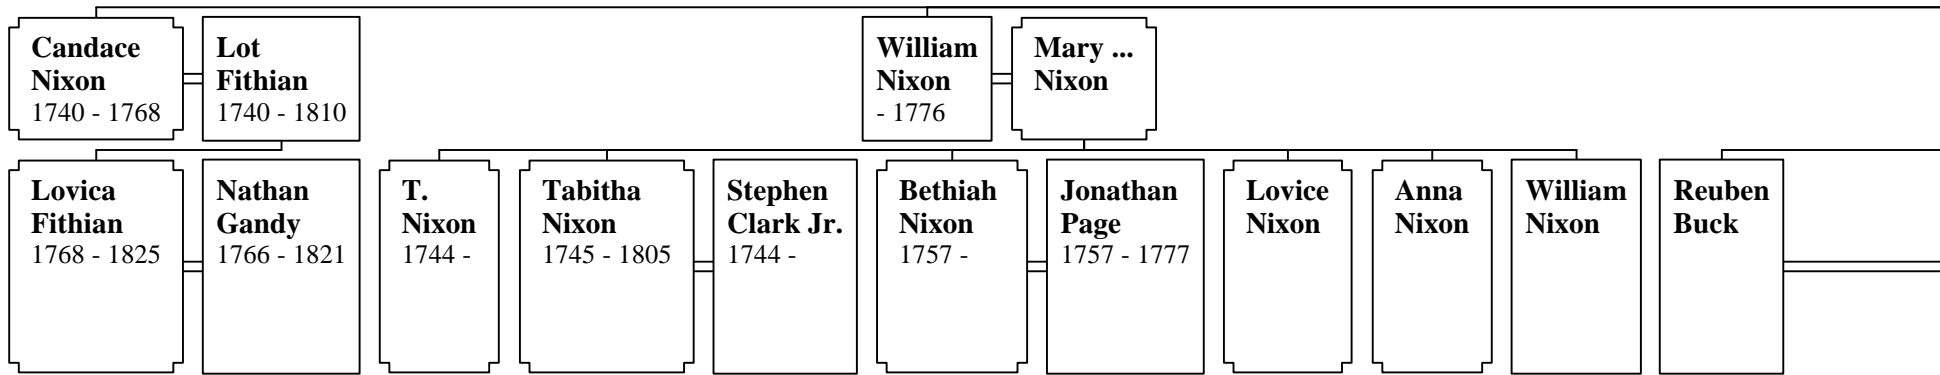 Candace
Nixon
1740 - 1768
Lot
Fithian
1740 - 1810
William
Nixon
- 1776
Mary ...
Nixon
Lovica
Fithian
1768 - 1825
Nathan
Gandy
1766 - 1821
T.
Nixon
1744 -
Tabitha
Nixon
1745 - 1805
Stephen
Clark Jr.
1744 -
Bethiah
Nixon
1757 -
Jonathan
Page
1757 - 1777
Lovice
Nixon
Anna
Nixon
William
Nixon
Reuben
Buck